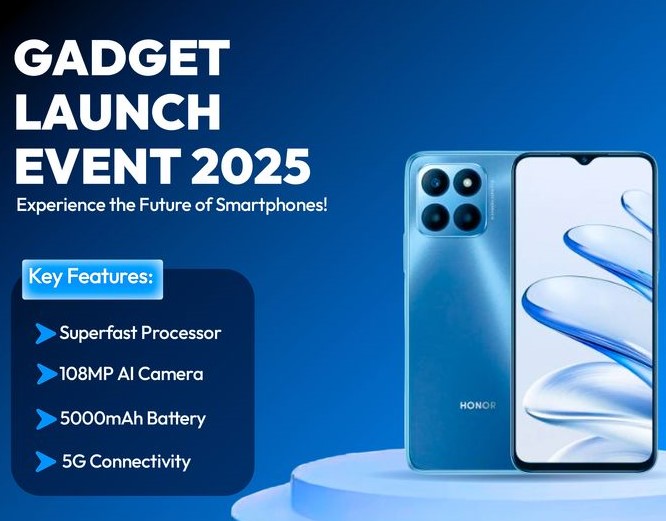 GADGET
LAUNCH
EVENT 2025
Experience the Future of Smartphones!
Key Features:
Superfast Processor
108MP AI Camera
5000mAh Battery
5G Connectivity
HONOR